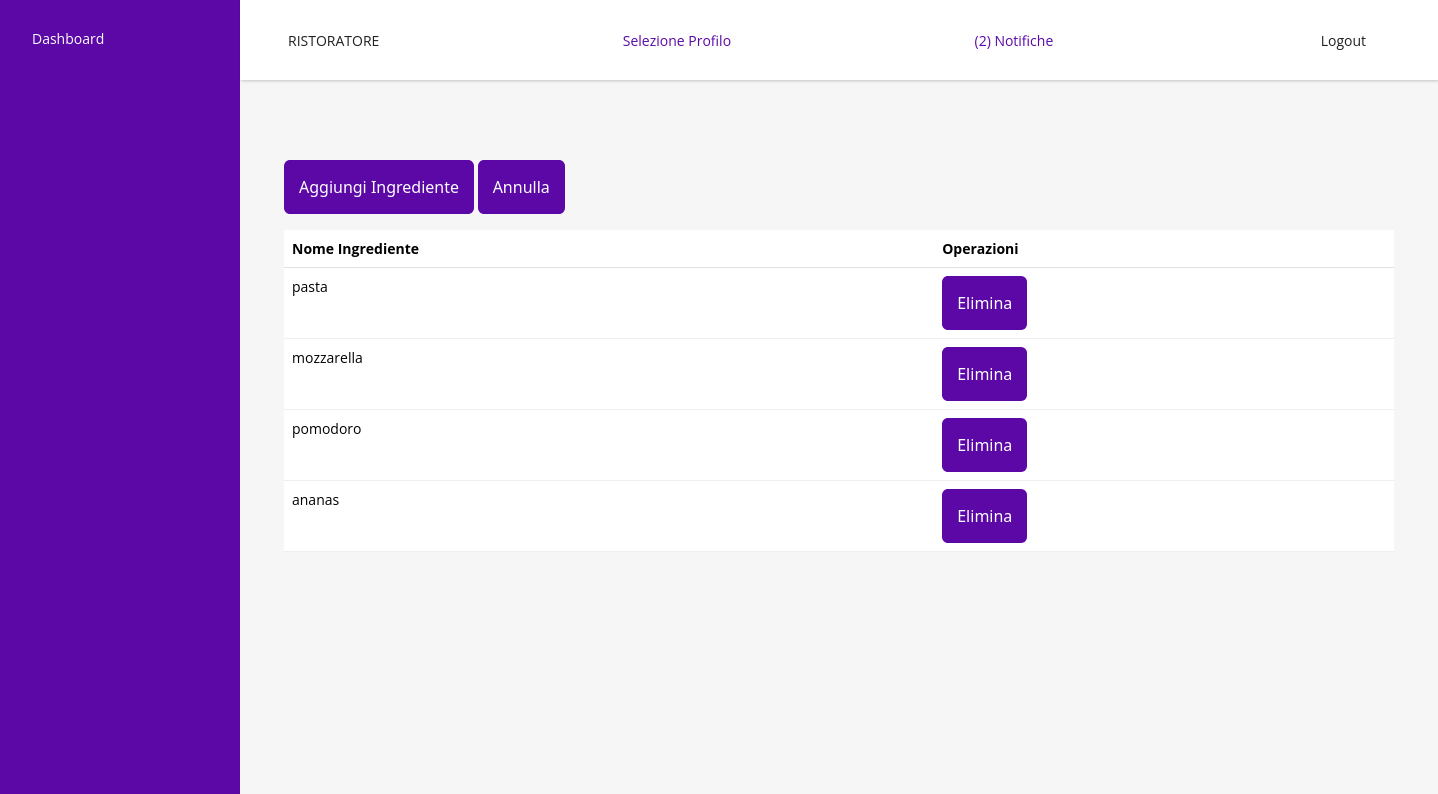 Dashboard
RISTORATORE
Selezione Profilo
(2) Notifiche
Logout
Aggiungi Ingrediente
Annulla
Nome Ingrediente
Operazioni
pasta
Elimina
mozzarella
Elimina
pomodoro
Elimina
ananas
Elimina